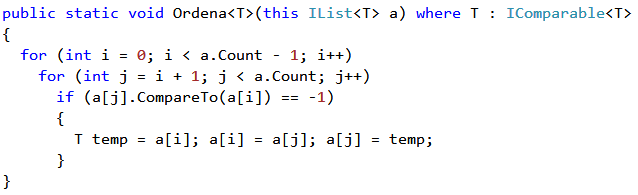 public static void Ordena<T>(this IList<T> a) where T : IComparable<T>
{
  for (int i = 0; i < a.Count - 1; i++)
    for (int j = i + 1; j < a.Count; j++)
      if (a[j].CompareTo(a[i]) == -1)
      {
        T temp = a[i]; a[i] = a[j]; a[j] = temp;
      }
}